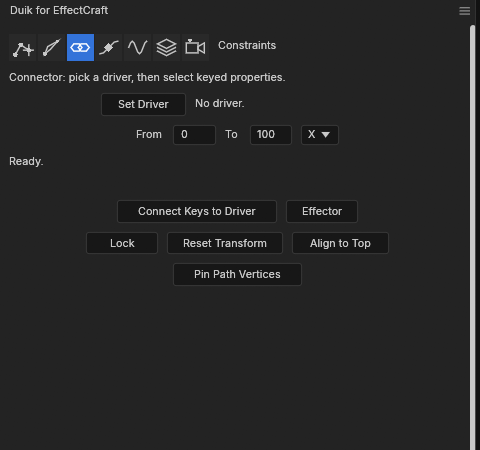 Duik for EffectCraft
Constraints
Connector: pick a driver, then select keyed properties.
Set Driver No driver.
From 0 To 100 X
Ready.
Connect Keys to Driver Effector
Lock Reset Transform Align to Top
Pin Path Vertices